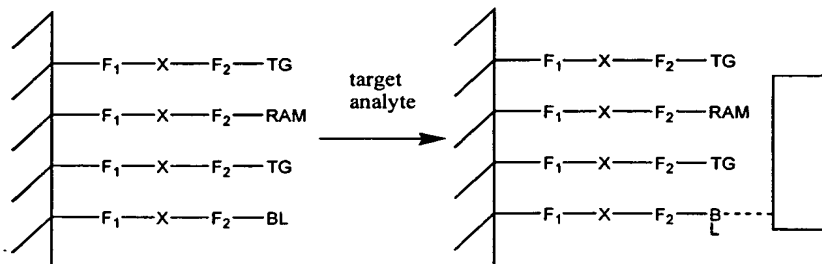 F₁—X—F₂—TG
F₁—X—F₂—RAM
F₁—X—F₂—TG
F₁—X—F₂—BL
target
analyte
F₁—X—F₂—TG
F₁—X—F₂—RAM
F₁—X—F₂—TG
F₁—X—F₂—B
L